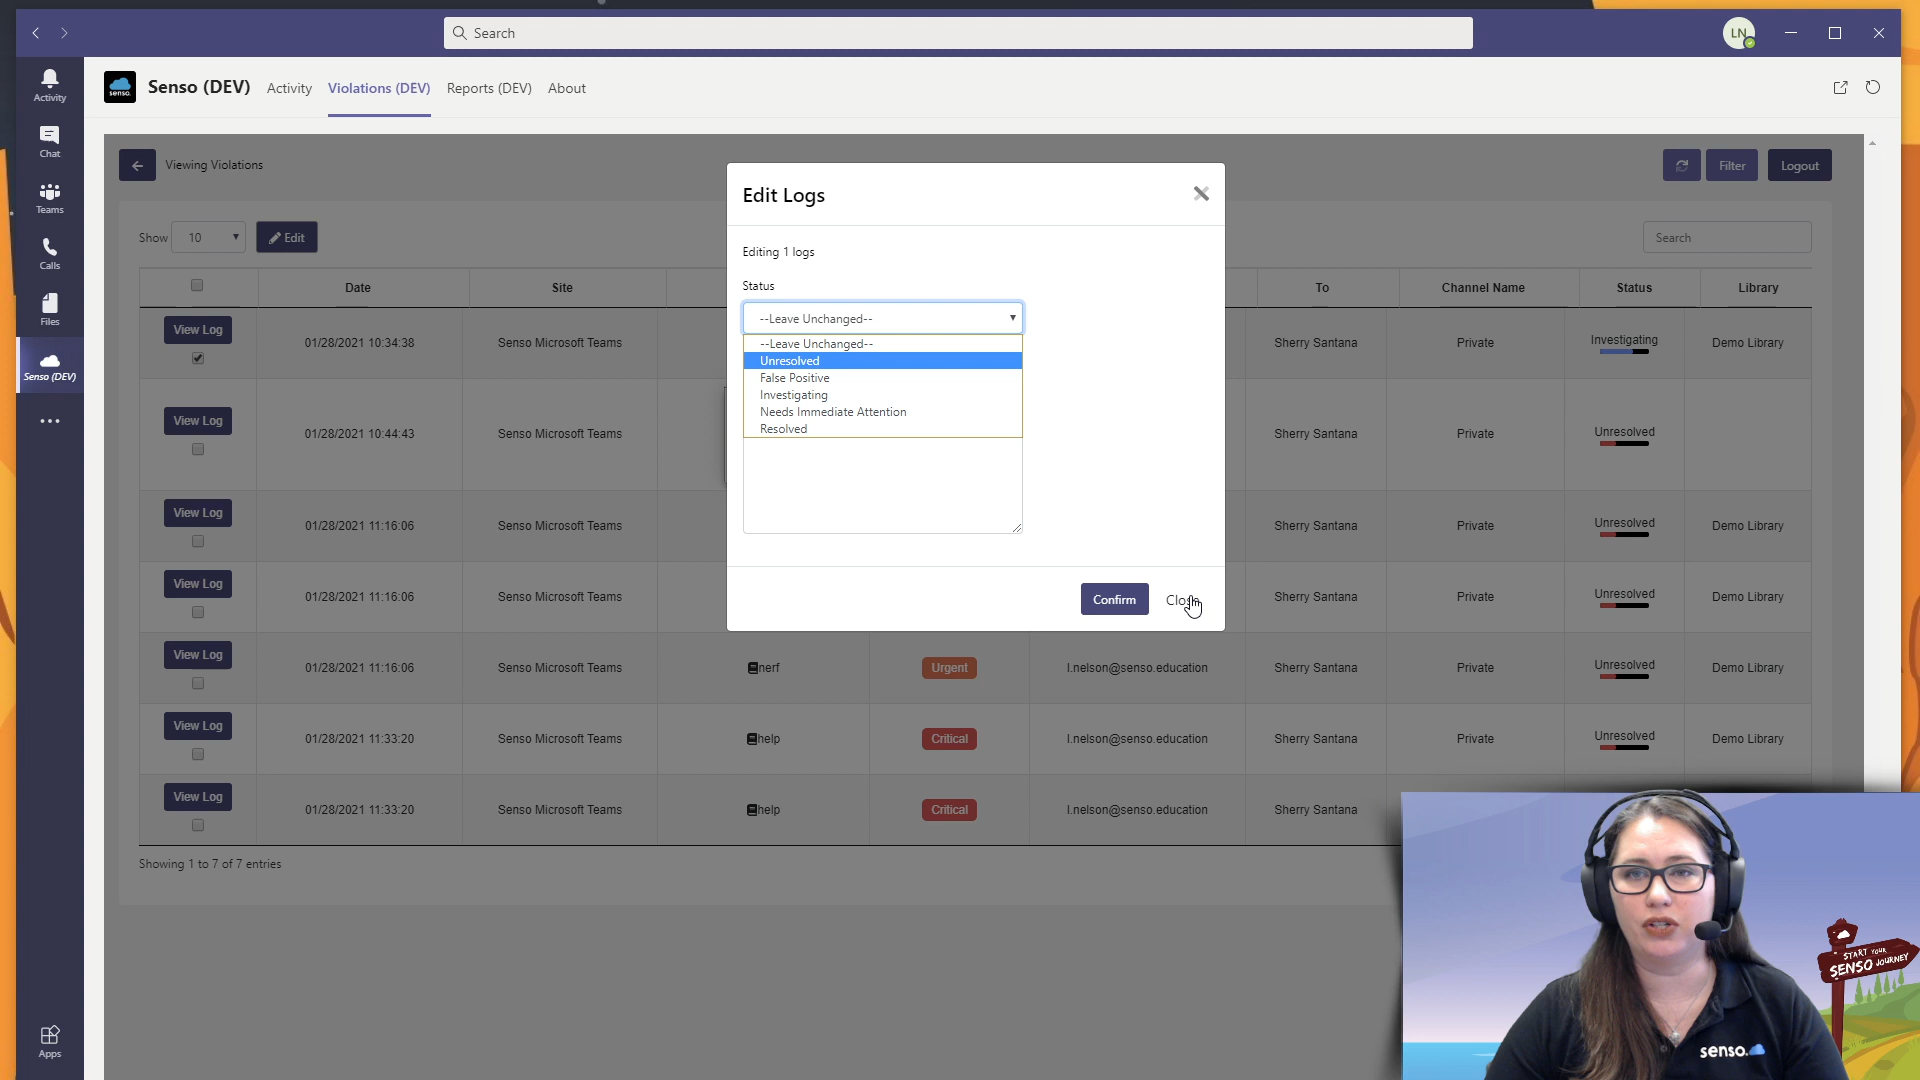 Search
LN
Activity
Chat
Teams
Calls
Files
Senso (DEV)
Apps
senso.
Senso (DEV) Activity Violations (DEV) Reports (DEV) About
Viewing Violations
Filter Logout
Show 10 Edit
Search
Date Site To Channel Name Status Library
View Log 01/28/2021 10:34:38 Senso Microsoft Teams Sherry Santana Private Investigating Demo Library
View Log 01/28/2021 10:44:43 Senso Microsoft Teams Sherry Santana Private Unresolved
View Log 01/28/2021 11:16:06 Senso Microsoft Teams Sherry Santana Private Unresolved Demo Library
View Log 01/28/2021 11:16:06 Senso Microsoft Teams Sherry Santana Private Unresolved Demo Library
View Log 01/28/2021 11:16:06 Senso Microsoft Teams nerf Urgent l.nelson@senso.education Sherry Santana Private Unresolved Demo Library
View Log 01/28/2021 11:33:20 Senso Microsoft Teams help Critical l.nelson@senso.education Sherry Santana Private Unresolved Demo Library
View Log 01/28/2021 11:33:20 Senso Microsoft Teams help Critical l.nelson@senso.education Sherry Santana
Showing 1 to 7 of 7 entries
Edit Logs
Editing 1 logs
Status
--Leave Unchanged--
--Leave Unchanged--
Unresolved
False Positive
Investigating
Needs Immediate Attention
Resolved
Confirm Close
START YOUR
SENSO JOURNEY
senso.